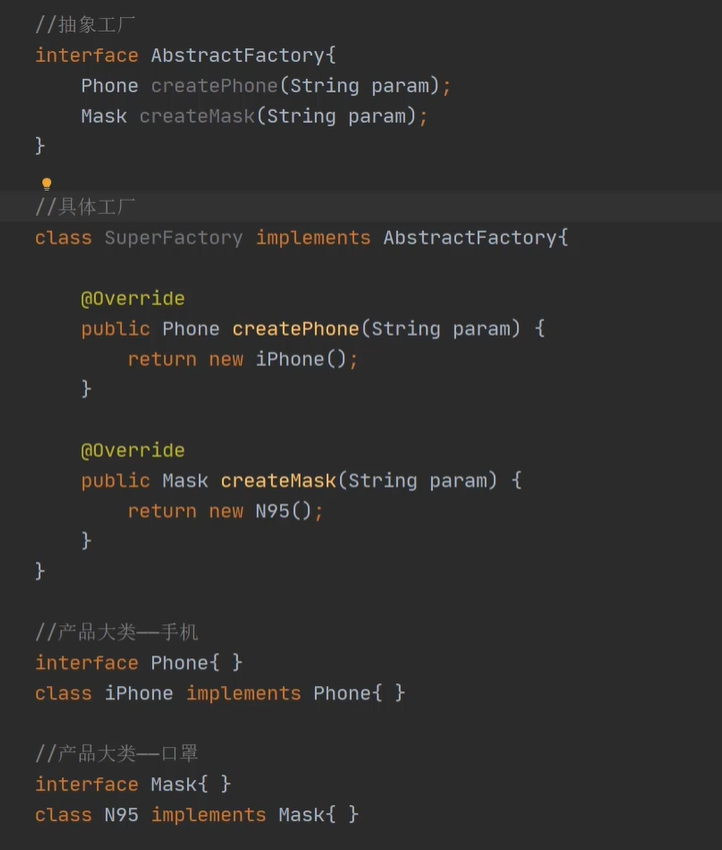 //抽象工厂
interface AbstractFactory{
    Phone createPhone(String param);
    Mask createMask(String param);
}
//具体工厂
class SuperFactory implements AbstractFactory{
    @Override
    public Phone createPhone(String param) {
        return new iPhone();
    }
    @Override
    public Mask createMask(String param) {
        return new N95();
    }
}
//产品大类——手机
interface Phone{ }
class iPhone implements Phone{ }
//产品大类——口罩
interface Mask{ }
class N95 implements Mask{ }